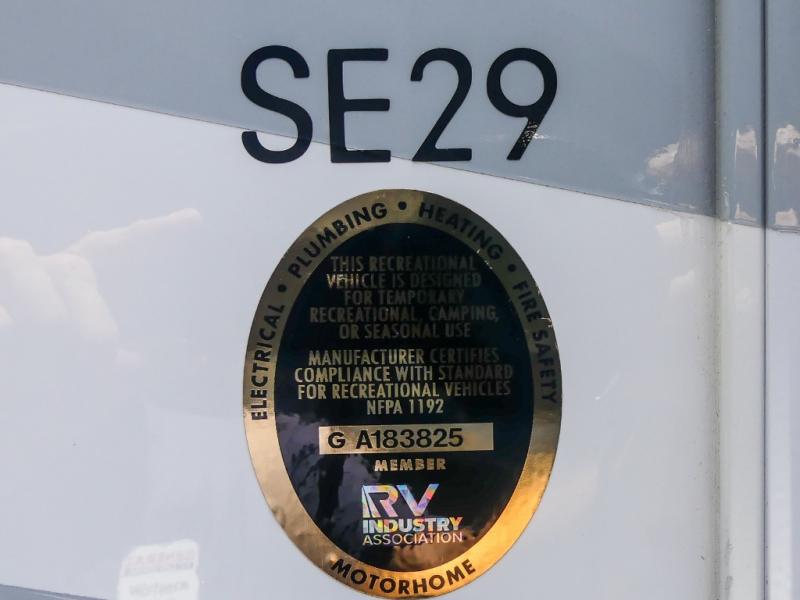 SE29
ELECTRICAL • PLUMBING • HEATING • FIRE SAFETY
THIS RECREATIONAL
VEHICLE IS DESIGNED
FOR TEMPORARY
RECREATIONAL, CAMPING,
OR SEASONAL USE
MANUFACTURER CERTIFIES
COMPLIANCE WITH STANDARD
FOR RECREATIONAL VEHICLES
NFPA 1192
G A183825
MEMBER
RV
INDUSTRY
ASSOCIATION
MOTORHOME